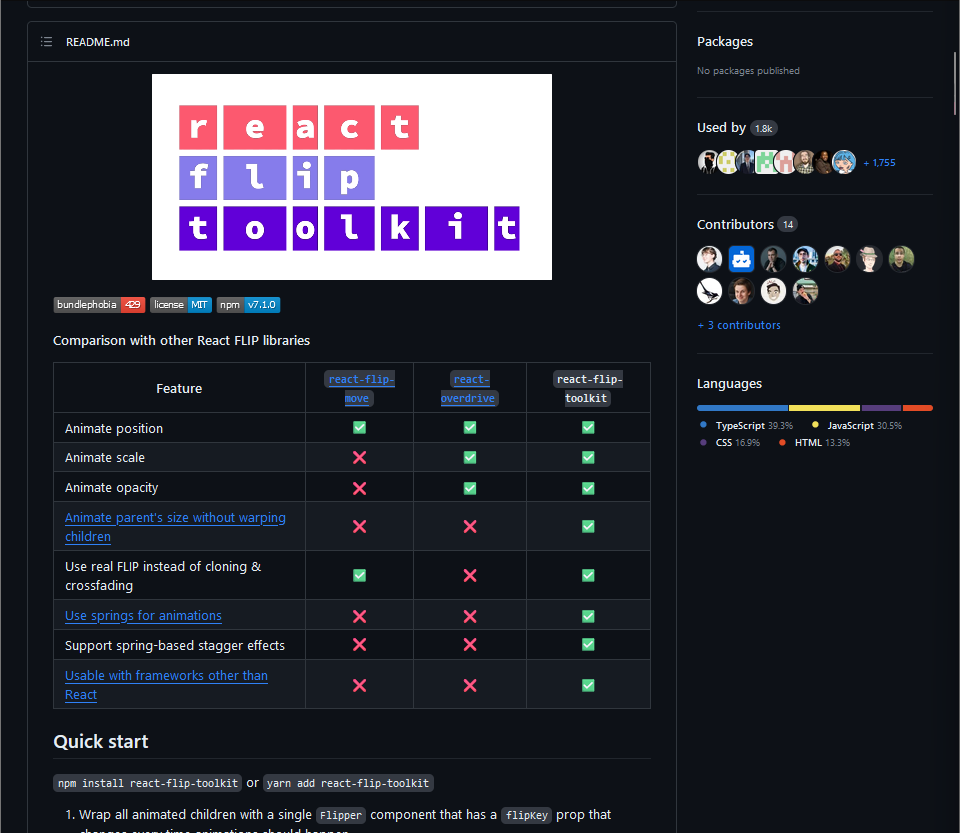 README.md
react
flip
toolkit
bundlephobia 429 license MIT npm v7.1.0
Comparison with other React FLIP libraries
Feature
react-flip-
move
react-
overdrive
react-flip-
toolkit
Animate position
Animate scale
Animate opacity
Animate parent's size without warping
children
Use real FLIP instead of cloning &
crossfading
Use springs for animations
Support spring-based stagger effects
Usable with frameworks other than
React
Quick start
npm install react-flip-toolkit or yarn add react-flip-toolkit
1. Wrap all animated children with a single Flipper component that has a flipKey prop that
changes every time animations should happen
Packages
No packages published
Used by 1.8k
+ 1,755
Contributors 14
+ 3 contributors
Languages
TypeScript 39.3% JavaScript 30.5%
CSS 16.9% HTML 13.3%